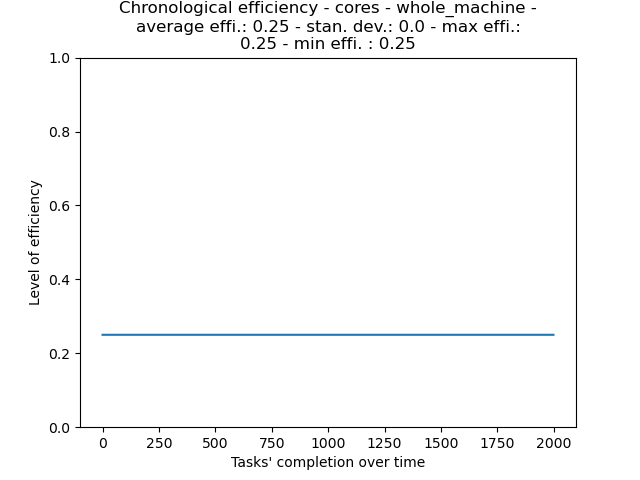 Chronological efficiency - cores - whole_machine -
average effi.: 0.25 - stan. dev.: 0.0 - max effi.:
0.25 - min effi. : 0.25
1.0
0.8
0.6
0.4
0.2
0.0
Level of efficiency
0 250 500 750 1000 1250 1500 1750 2000
Tasks' completion over time